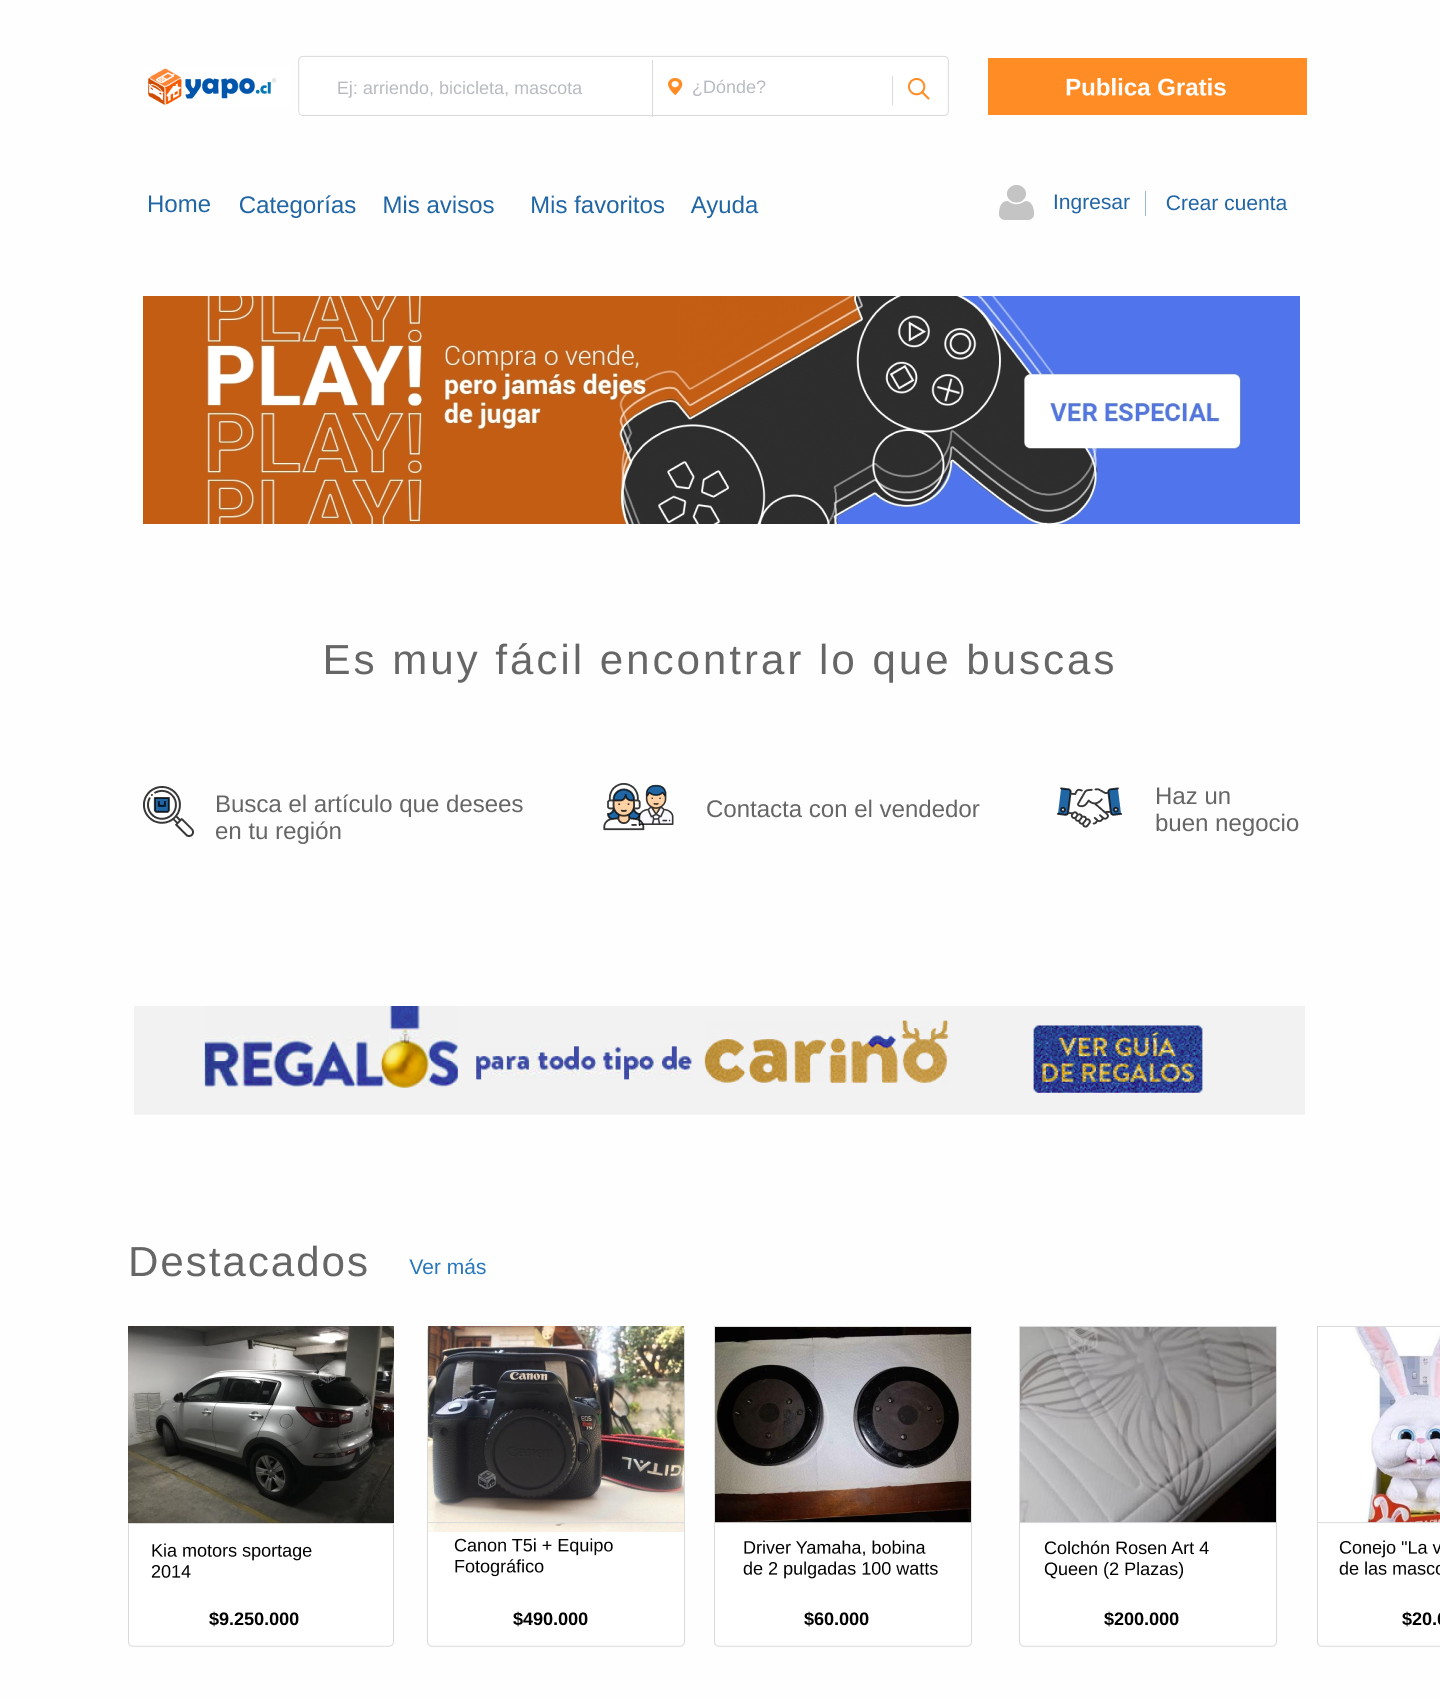 yapo.cl
Ej: arriendo, bicicleta, mascota
¿Dónde?
Publica Gratis
Home
Categorías
Mis avisos
Mis favoritos
Ayuda
Ingresar
Crear cuenta
PLAY!
PLAY!
PLAY!
PLAY!
Compra o vende,
pero jamás dejes
de jugar
VER ESPECIAL
Es muy fácil encontrar lo que buscas
Busca el artículo que desees
en tu región
Contacta con el vendedor
Haz un
buen negocio
REGALOS para todo tipo de cariño
VER GUÍA
DE REGALOS
Destacados
Ver más
Canon
EOS
DIGITAL
Kia motors sportage
2014
$9.250.000
Canon T5i + Equipo
Fotográfico
$490.000
Driver Yamaha, bobina
de 2 pulgadas 100 watts
$60.000
Colchón Rosen Art 4
Queen (2 Plazas)
$200.000
Conejo "La v
de las masco
$20.